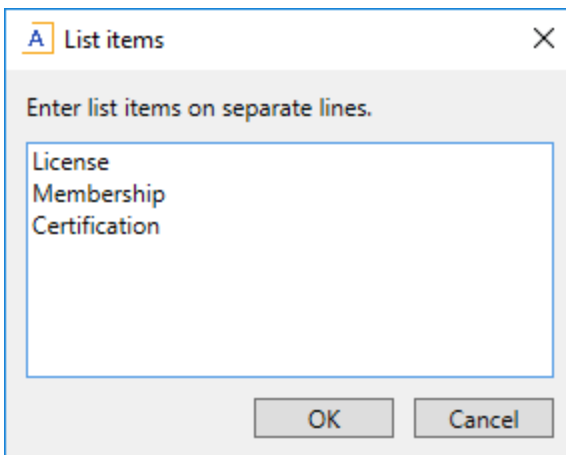 A List items
Enter list items on separate lines.
License
Membership
Certification
OK Cancel